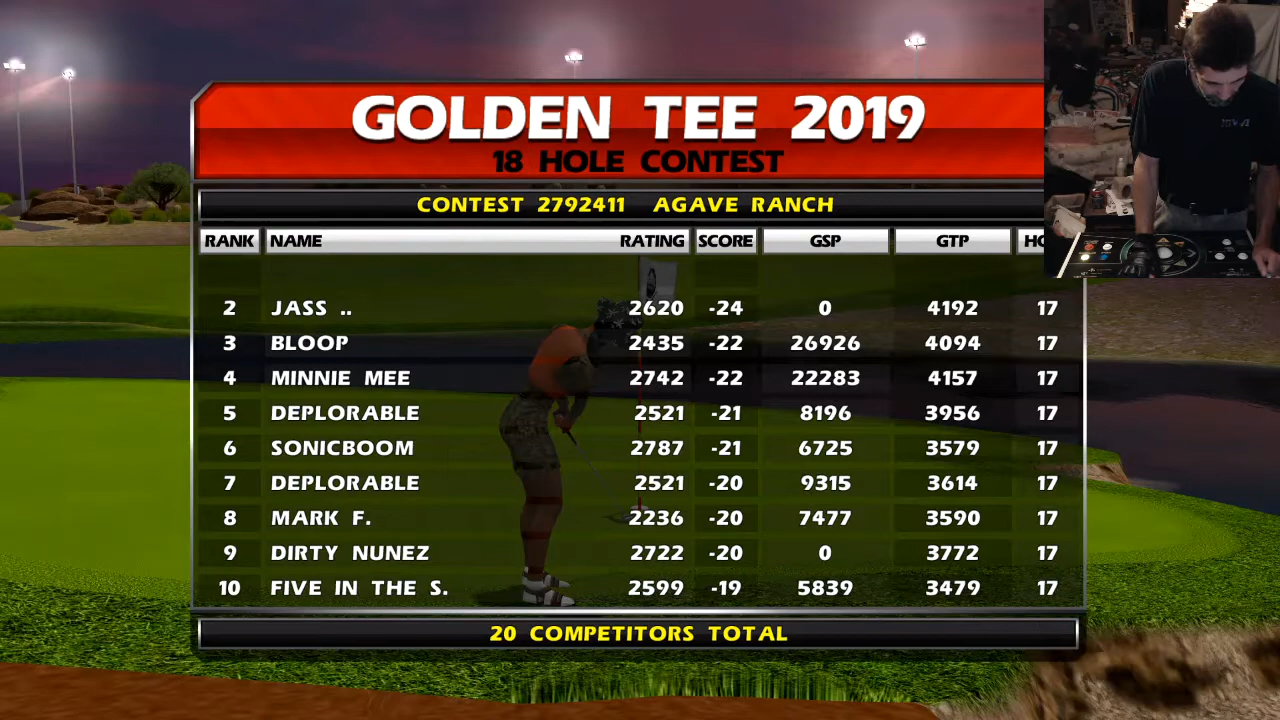 GOLDEN TEE 2019
18 HOLE CONTEST
CONTEST 2792411 AGAVE RANCH
RANK NAME RATING SCORE GSP GTP
2 JASS .. 2620 -24 0 4192 17
3 BLOOP 2435 -22 26926 4094 17
4 MINNIE MEE 2742 -22 22283 4157 17
5 DEPLORABLE 2521 -21 8196 3956 17
6 SONICBOOM 2787 -21 6725 3579 17
7 DEPLORABLE 2521 -20 9315 3614 17
8 MARK F. 2236 -20 7477 3590 17
9 DIRTY NUNEZ 2722 -20 0 3772 17
10 FIVE IN THE S. 2599 -19 5839 3479 17
20 COMPETITORS TOTAL